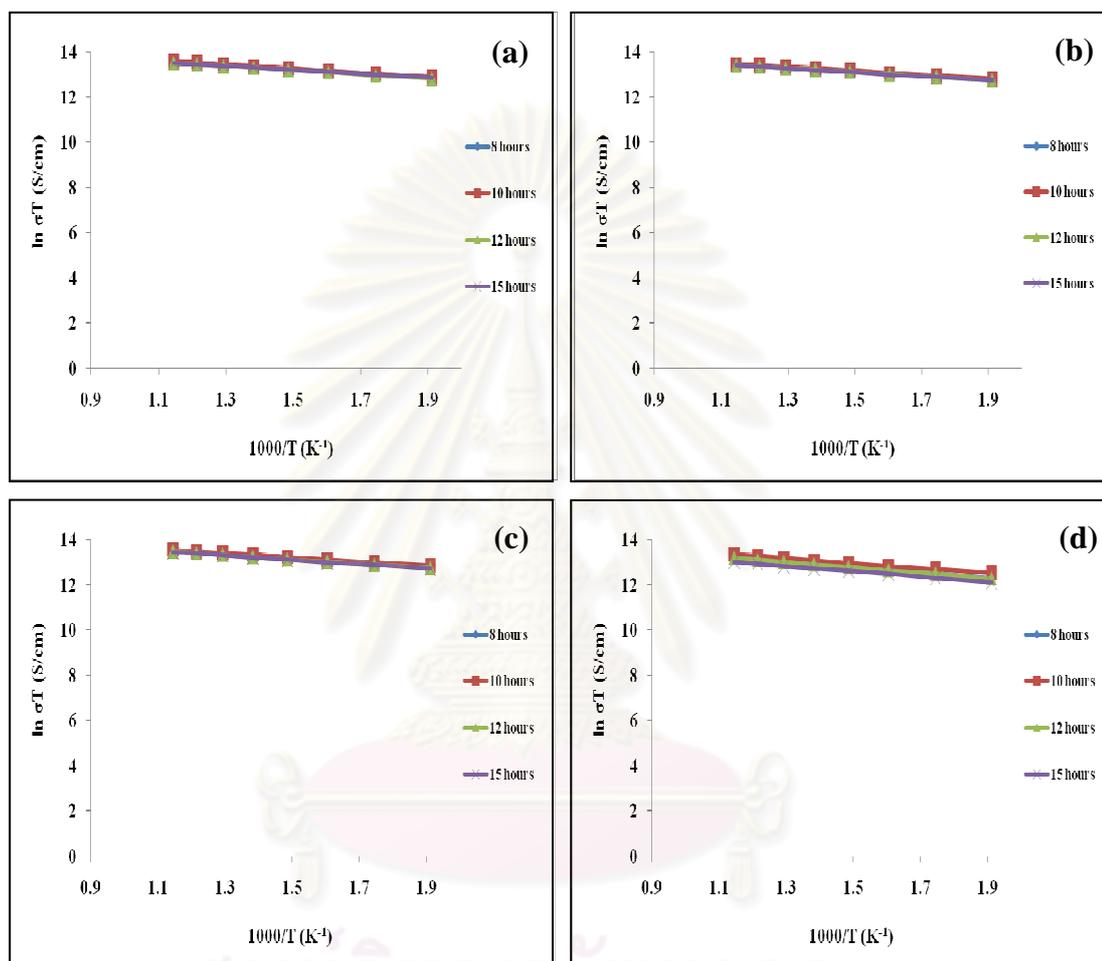 (a)
14
12
10
8
6
4
2
0
ln σT (S/cm)
0.9 1.1 1.3 1.5 1.7 1.9
1000/T (K⁻¹)
8 hours
10 hours
12 hours
15 hours
(b)
14
12
10
8
6
4
2
0
ln σT (S/cm)
0.9 1.1 1.3 1.5 1.7 1.9
1000/T (K⁻¹)
8 hours
10 hours
12 hours
15 hours
(c)
14
12
10
8
6
4
2
0
ln σT (S/cm)
0.9 1.1 1.3 1.5 1.7 1.9
1000/T (K⁻¹)
8 hours
10 hours
12 hours
15 hours
(d)
14
12
10
8
6
4
2
0
ln σT (S/cm)
0.9 1.1 1.3 1.5 1.7 1.9
1000/T (K⁻¹)
8 hours
10 hours
12 hours
15 hours